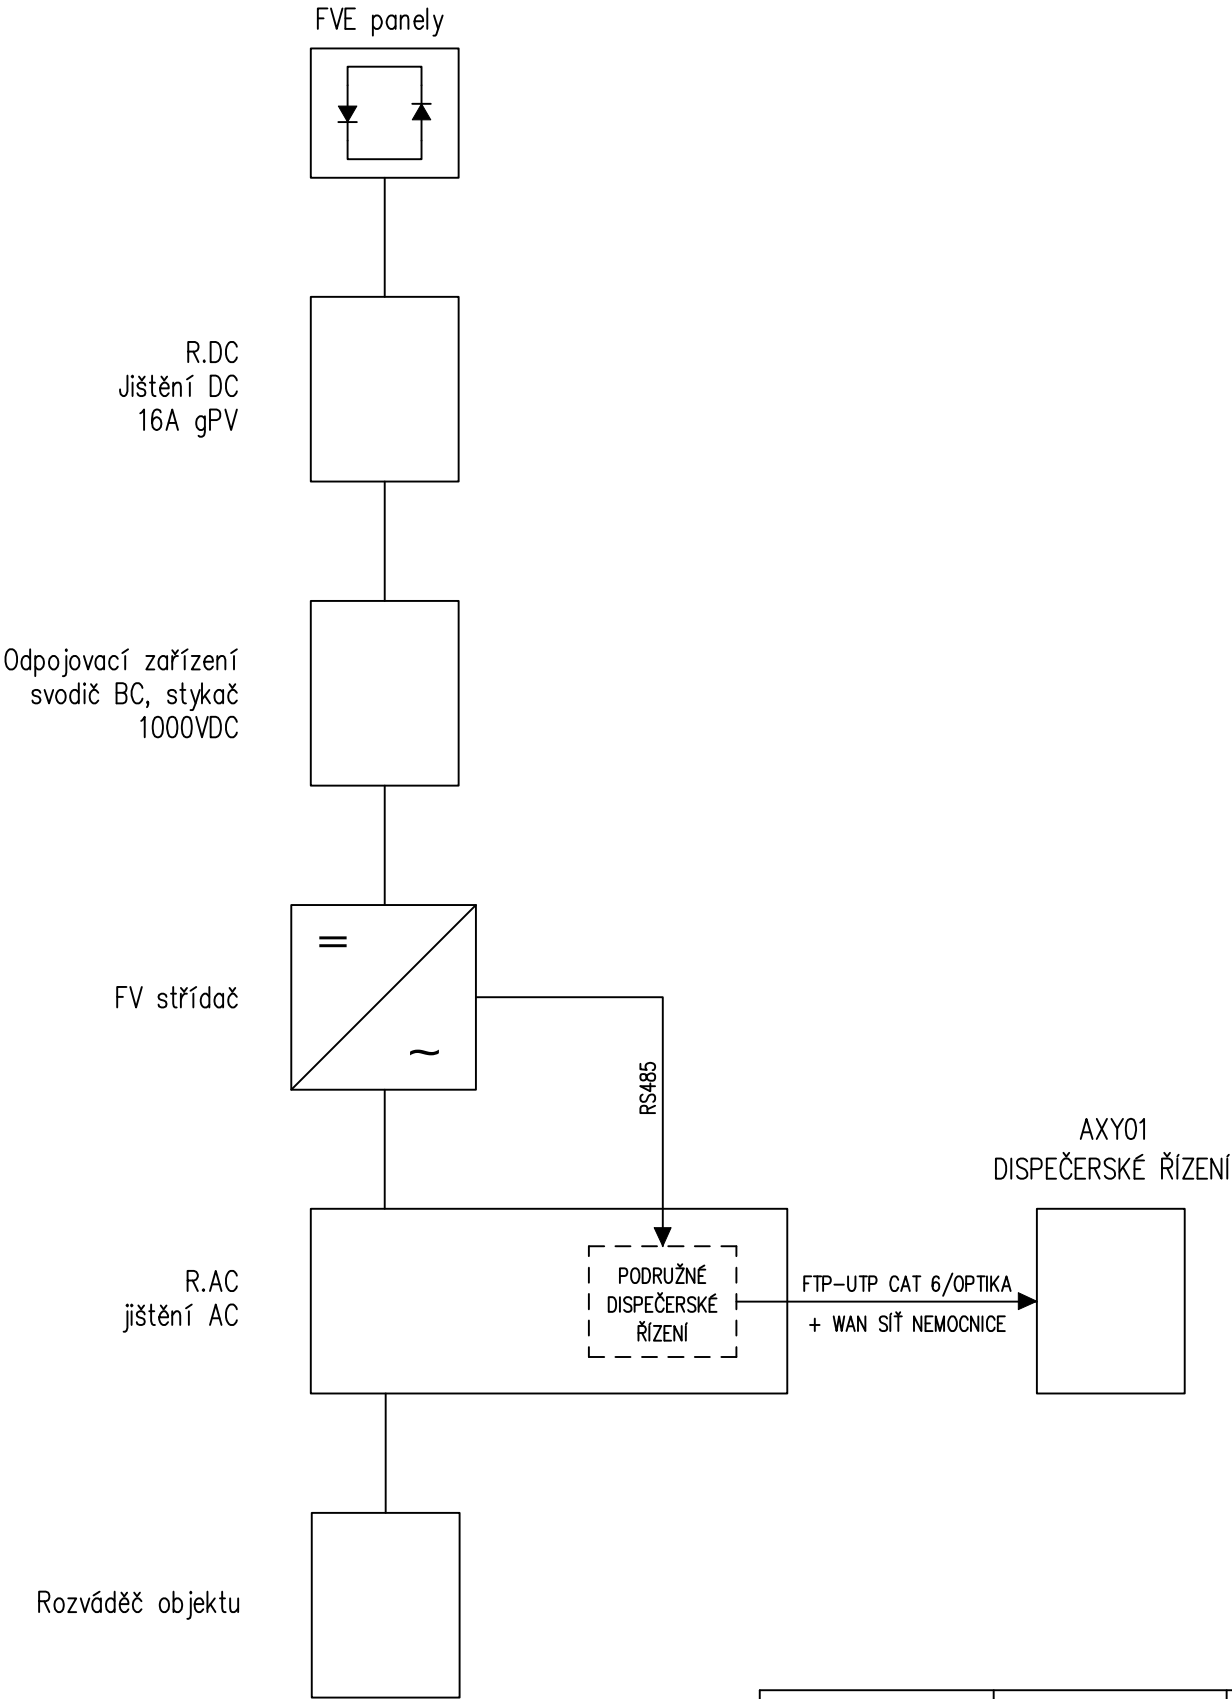 FVE panely
R.DC
Jištění DC
16A gPV
Odpojovací zařízení
svodič BC, stykač
1000VDC
=
FV střídač
~
RS485
AXY01
DISPEČERSKÉ ŘÍZENÍ
R.AC
jištění AC
PODRUŽNÉ
DISPEČERSKÉ
ŘÍZENÍ
FTP-UTP CAT 6/OPTIKA
+ WAN SÍŤ NEMOCNICE
Rozváděč objektu